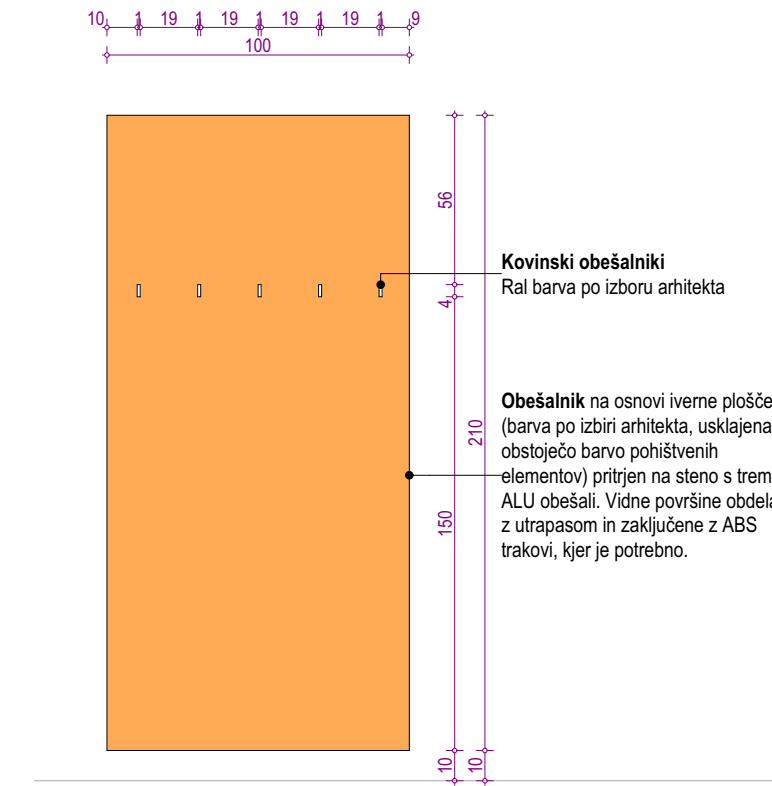 10 1 19 1 19 1 19 1 19 1 9
100
56
4
150
10
210
10
Kovinski obešalniki
Ral barva po izboru arhitekta
Obešalnik na osnovi iverne plošče
(barva po izbiri arhitekta, usklajena
obstoječo barvo pohištvenih
elementov) pritrjen na steno s trem
ALU obešali. Vidne površine obdela
z utrapasom in zaključene z ABS
trakovi, kjer je potrebno.